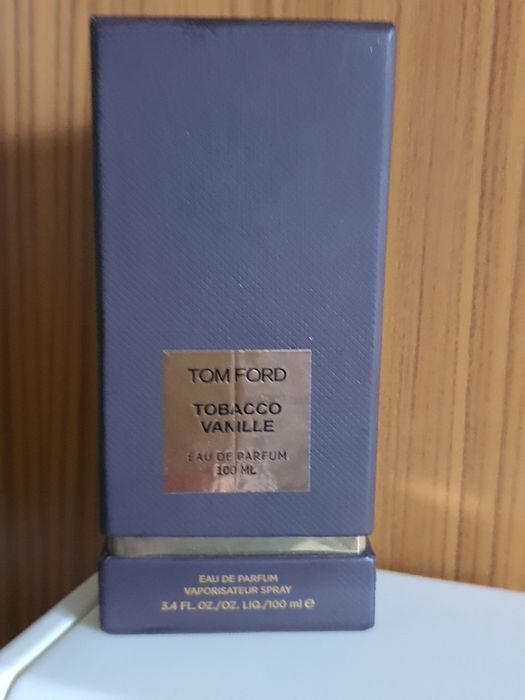 TOM FORD
TOBACCO
VANILLE
EAU DE PARFUM
100 ML
EAU DE PARFUM
VAPORISATEUR SPRAY
3.4 FL. OZ./OZ. LIQ./100 ml ℮